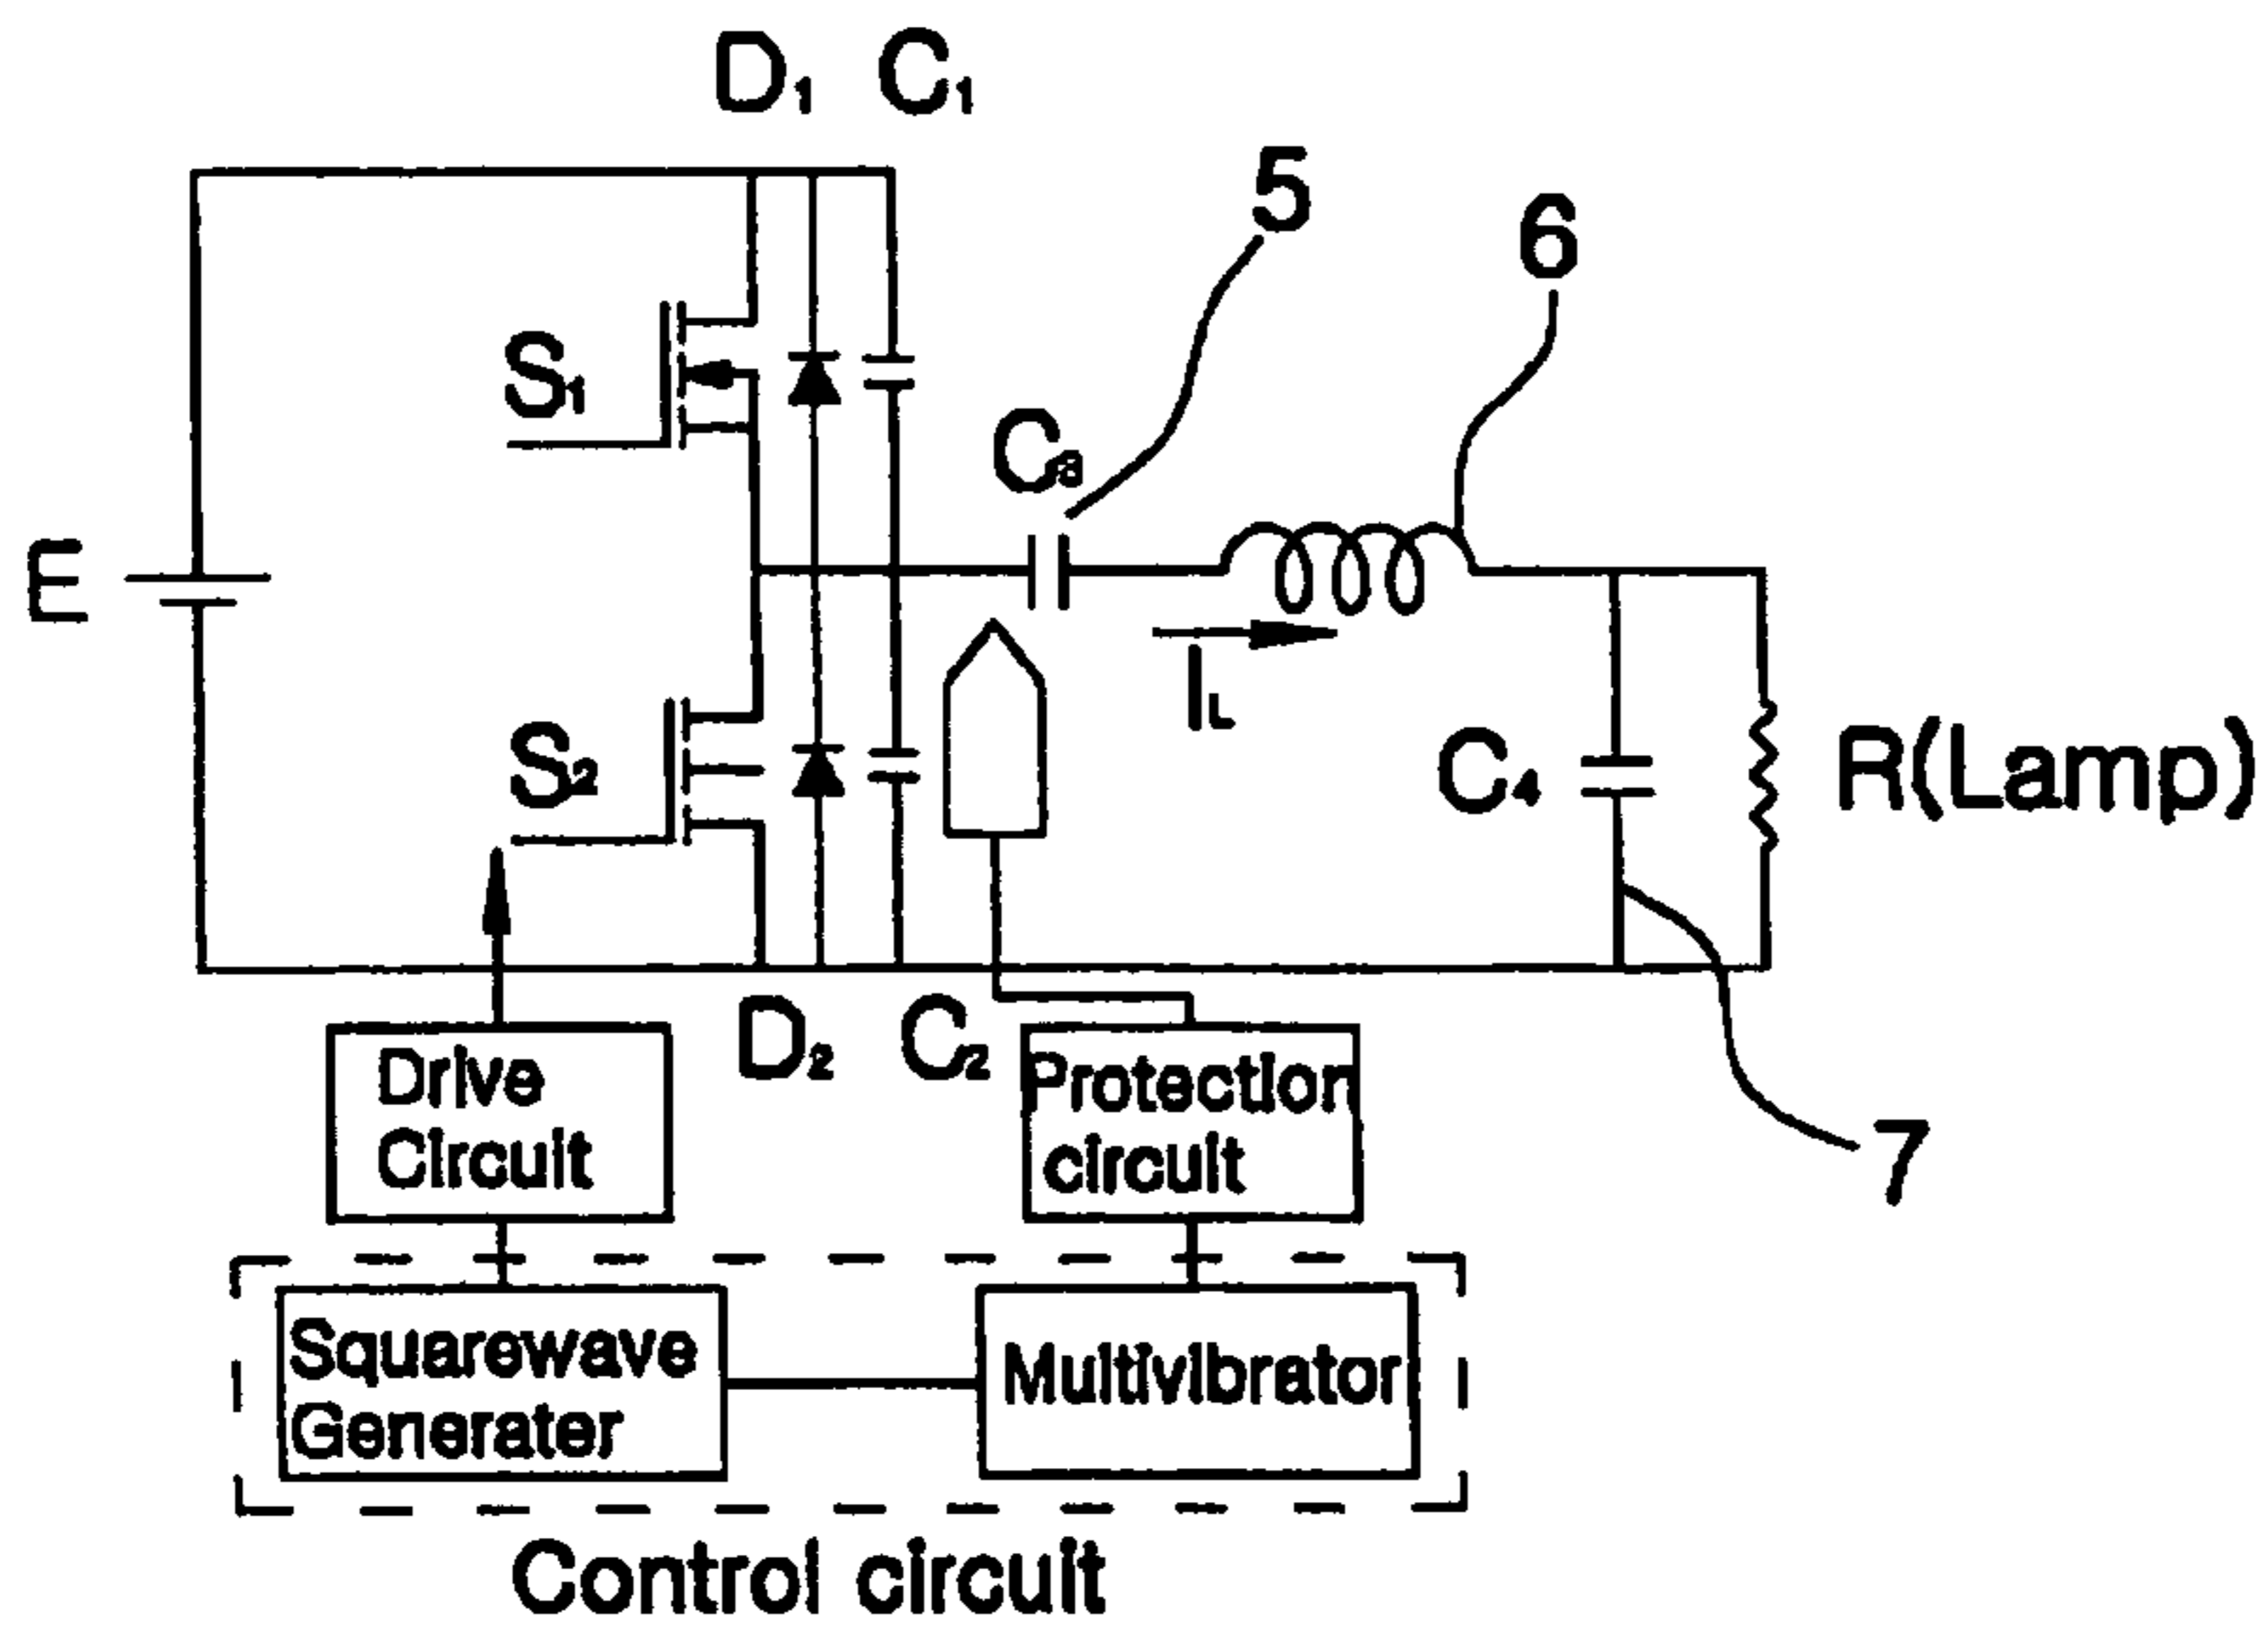 D1 C1
5
6
S1
C3
E
IL
S2
C4
R(Lamp)
D2 C2
Drive
Circuit
Protection
circuit
7
Squarewave
Generater
Multivibrator
Control circuit